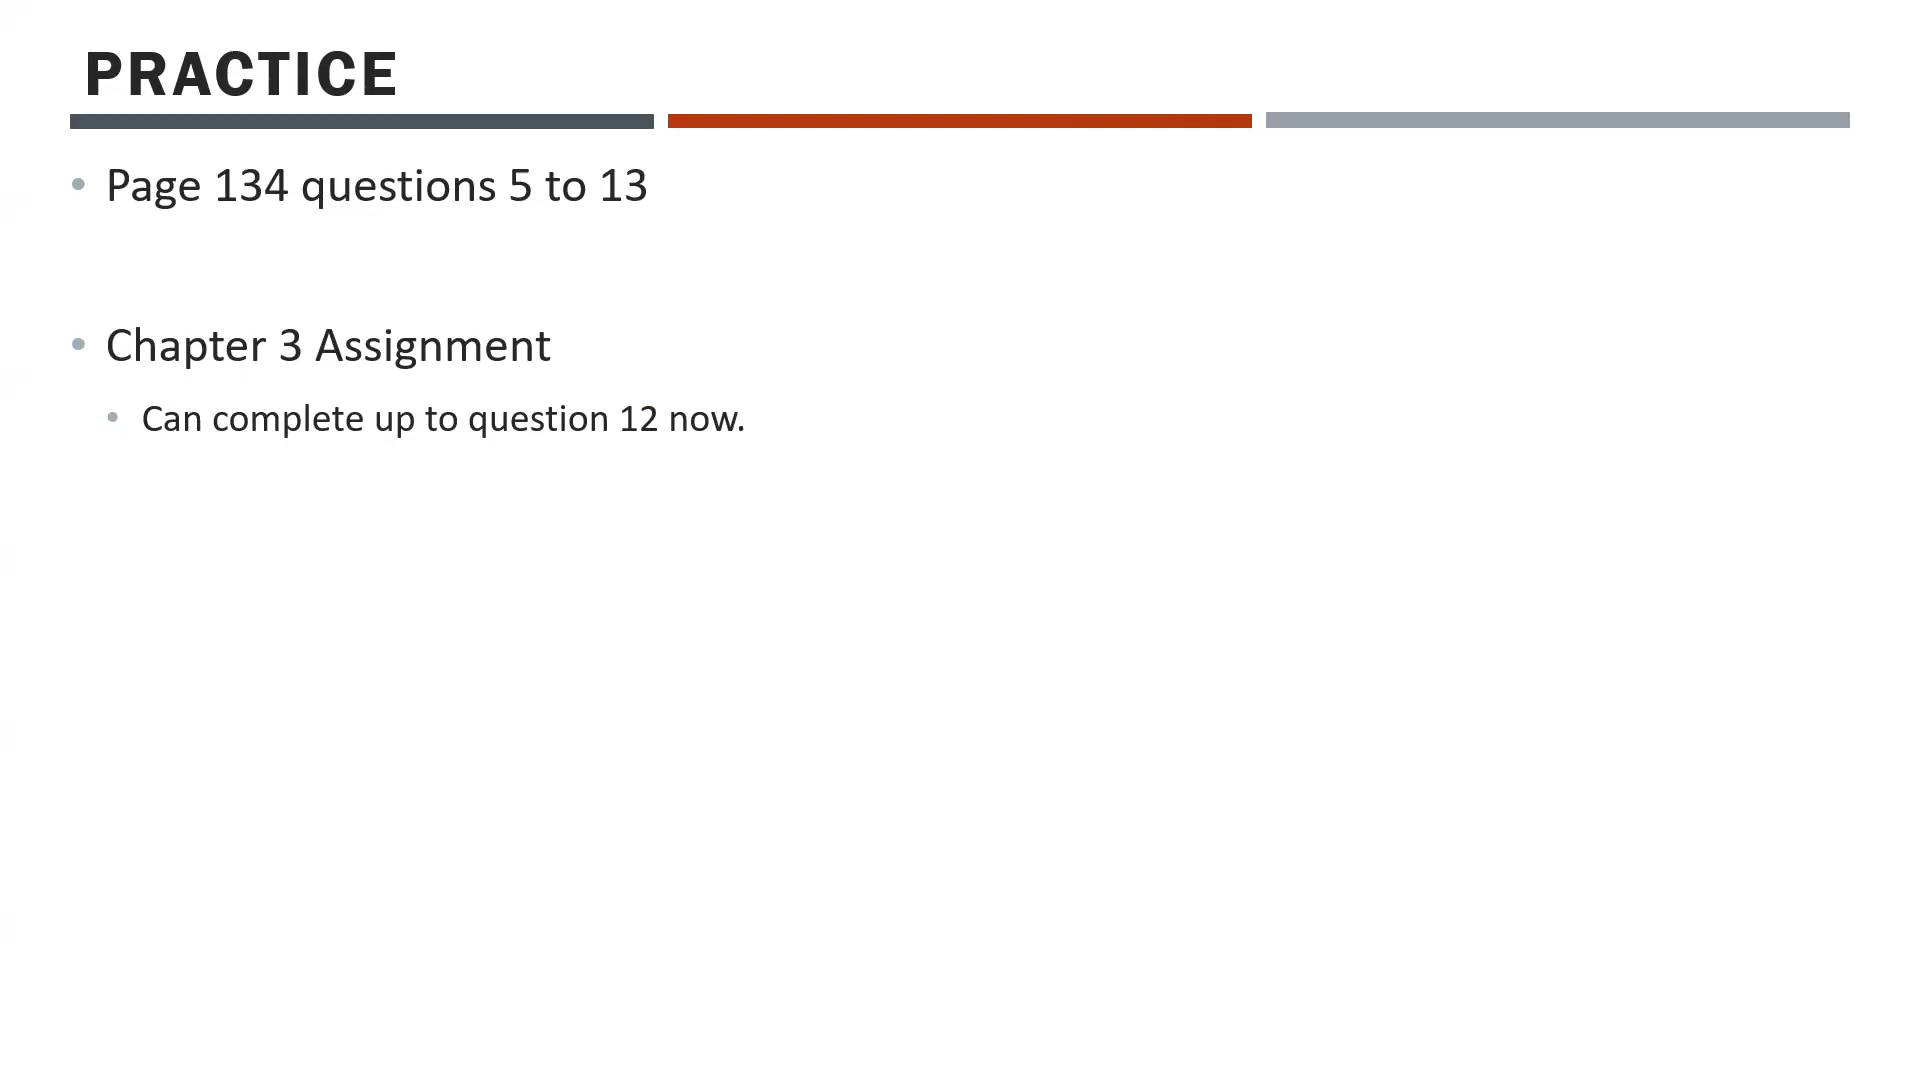 PRACTICE
• Page 134 questions 5 to 13
• Chapter 3 Assignment
• Can complete up to question 12 now.